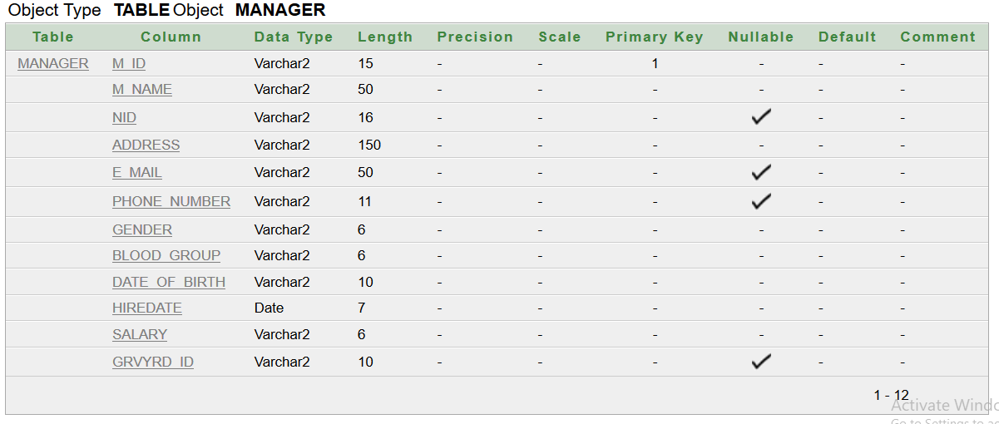 Object Type TABLE Object MANAGER
Table Column Data Type Length Precision Scale Primary Key Nullable Default Comment
MANAGER M_ID Varchar2 15 - - 1 - - -
M_NAME Varchar2 50 - - - - - -
NID Varchar2 16 - - - ✓ - -
ADDRESS Varchar2 150 - - - - - -
E_MAIL Varchar2 50 - - - ✓ - -
PHONE_NUMBER Varchar2 11 - - - ✓ - -
GENDER Varchar2 6 - - - - - -
BLOOD_GROUP Varchar2 6 - - - - - -
DATE_OF_BIRTH Varchar2 10 - - - - - -
HIREDATE Date 7 - - - - - -
SALARY Varchar2 6 - - - - - -
GRVYRD_ID Varchar2 10 - - - ✓ - -
1 - 12
Activate
Go to Settings to